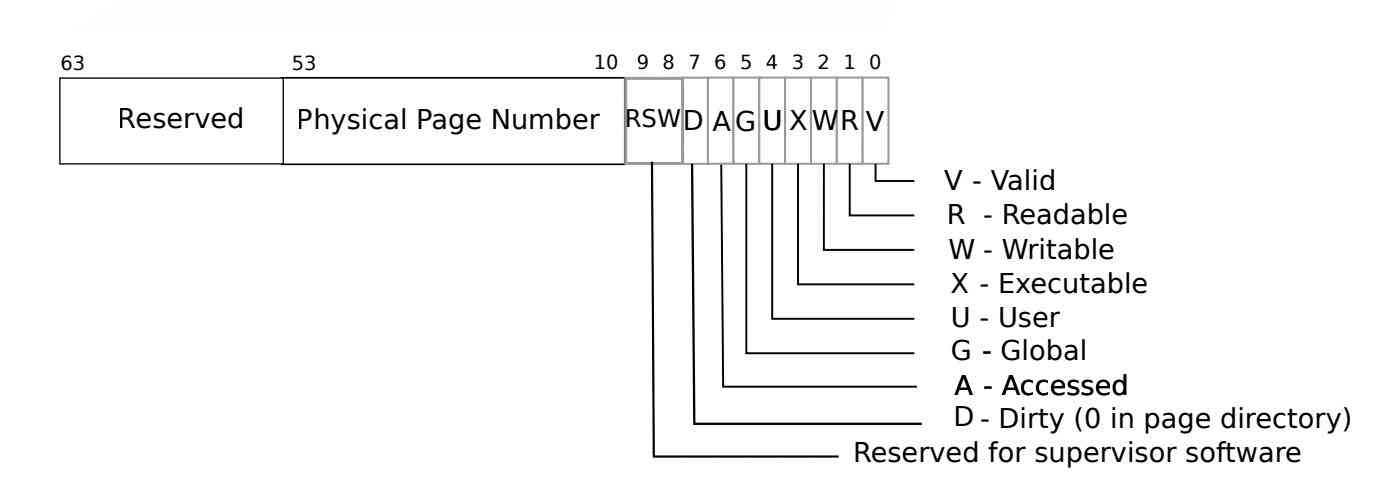 63 53 10 9 8 7 6 5 4 3 2 1 0
Reserved Physical Page Number RSW D A G U X W R V
V - Valid
R - Readable
W - Writable
X - Executable
U - User
G - Global
A - Accessed
D - Dirty (0 in page directory)
Reserved for supervisor software